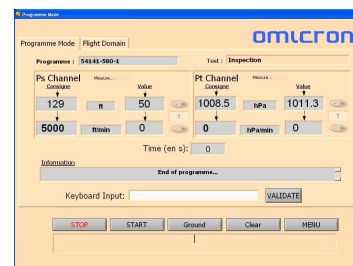 Programme Mode
omicron
Programme Mode Flight Domain
Programme : 54141-580-1 Test : Inspection
Ps Channel Measure... Pt Channel Measure...
Consigne Value Consigne Value
129 ft 50 1008.5 hPa 1011.3
1 1
5000 ft/min 0 0 hPa/min 0
Time (en s): 0
Information
End of programme...
Keyboard Input: VALIDATE
STOP START Ground Clear MENU